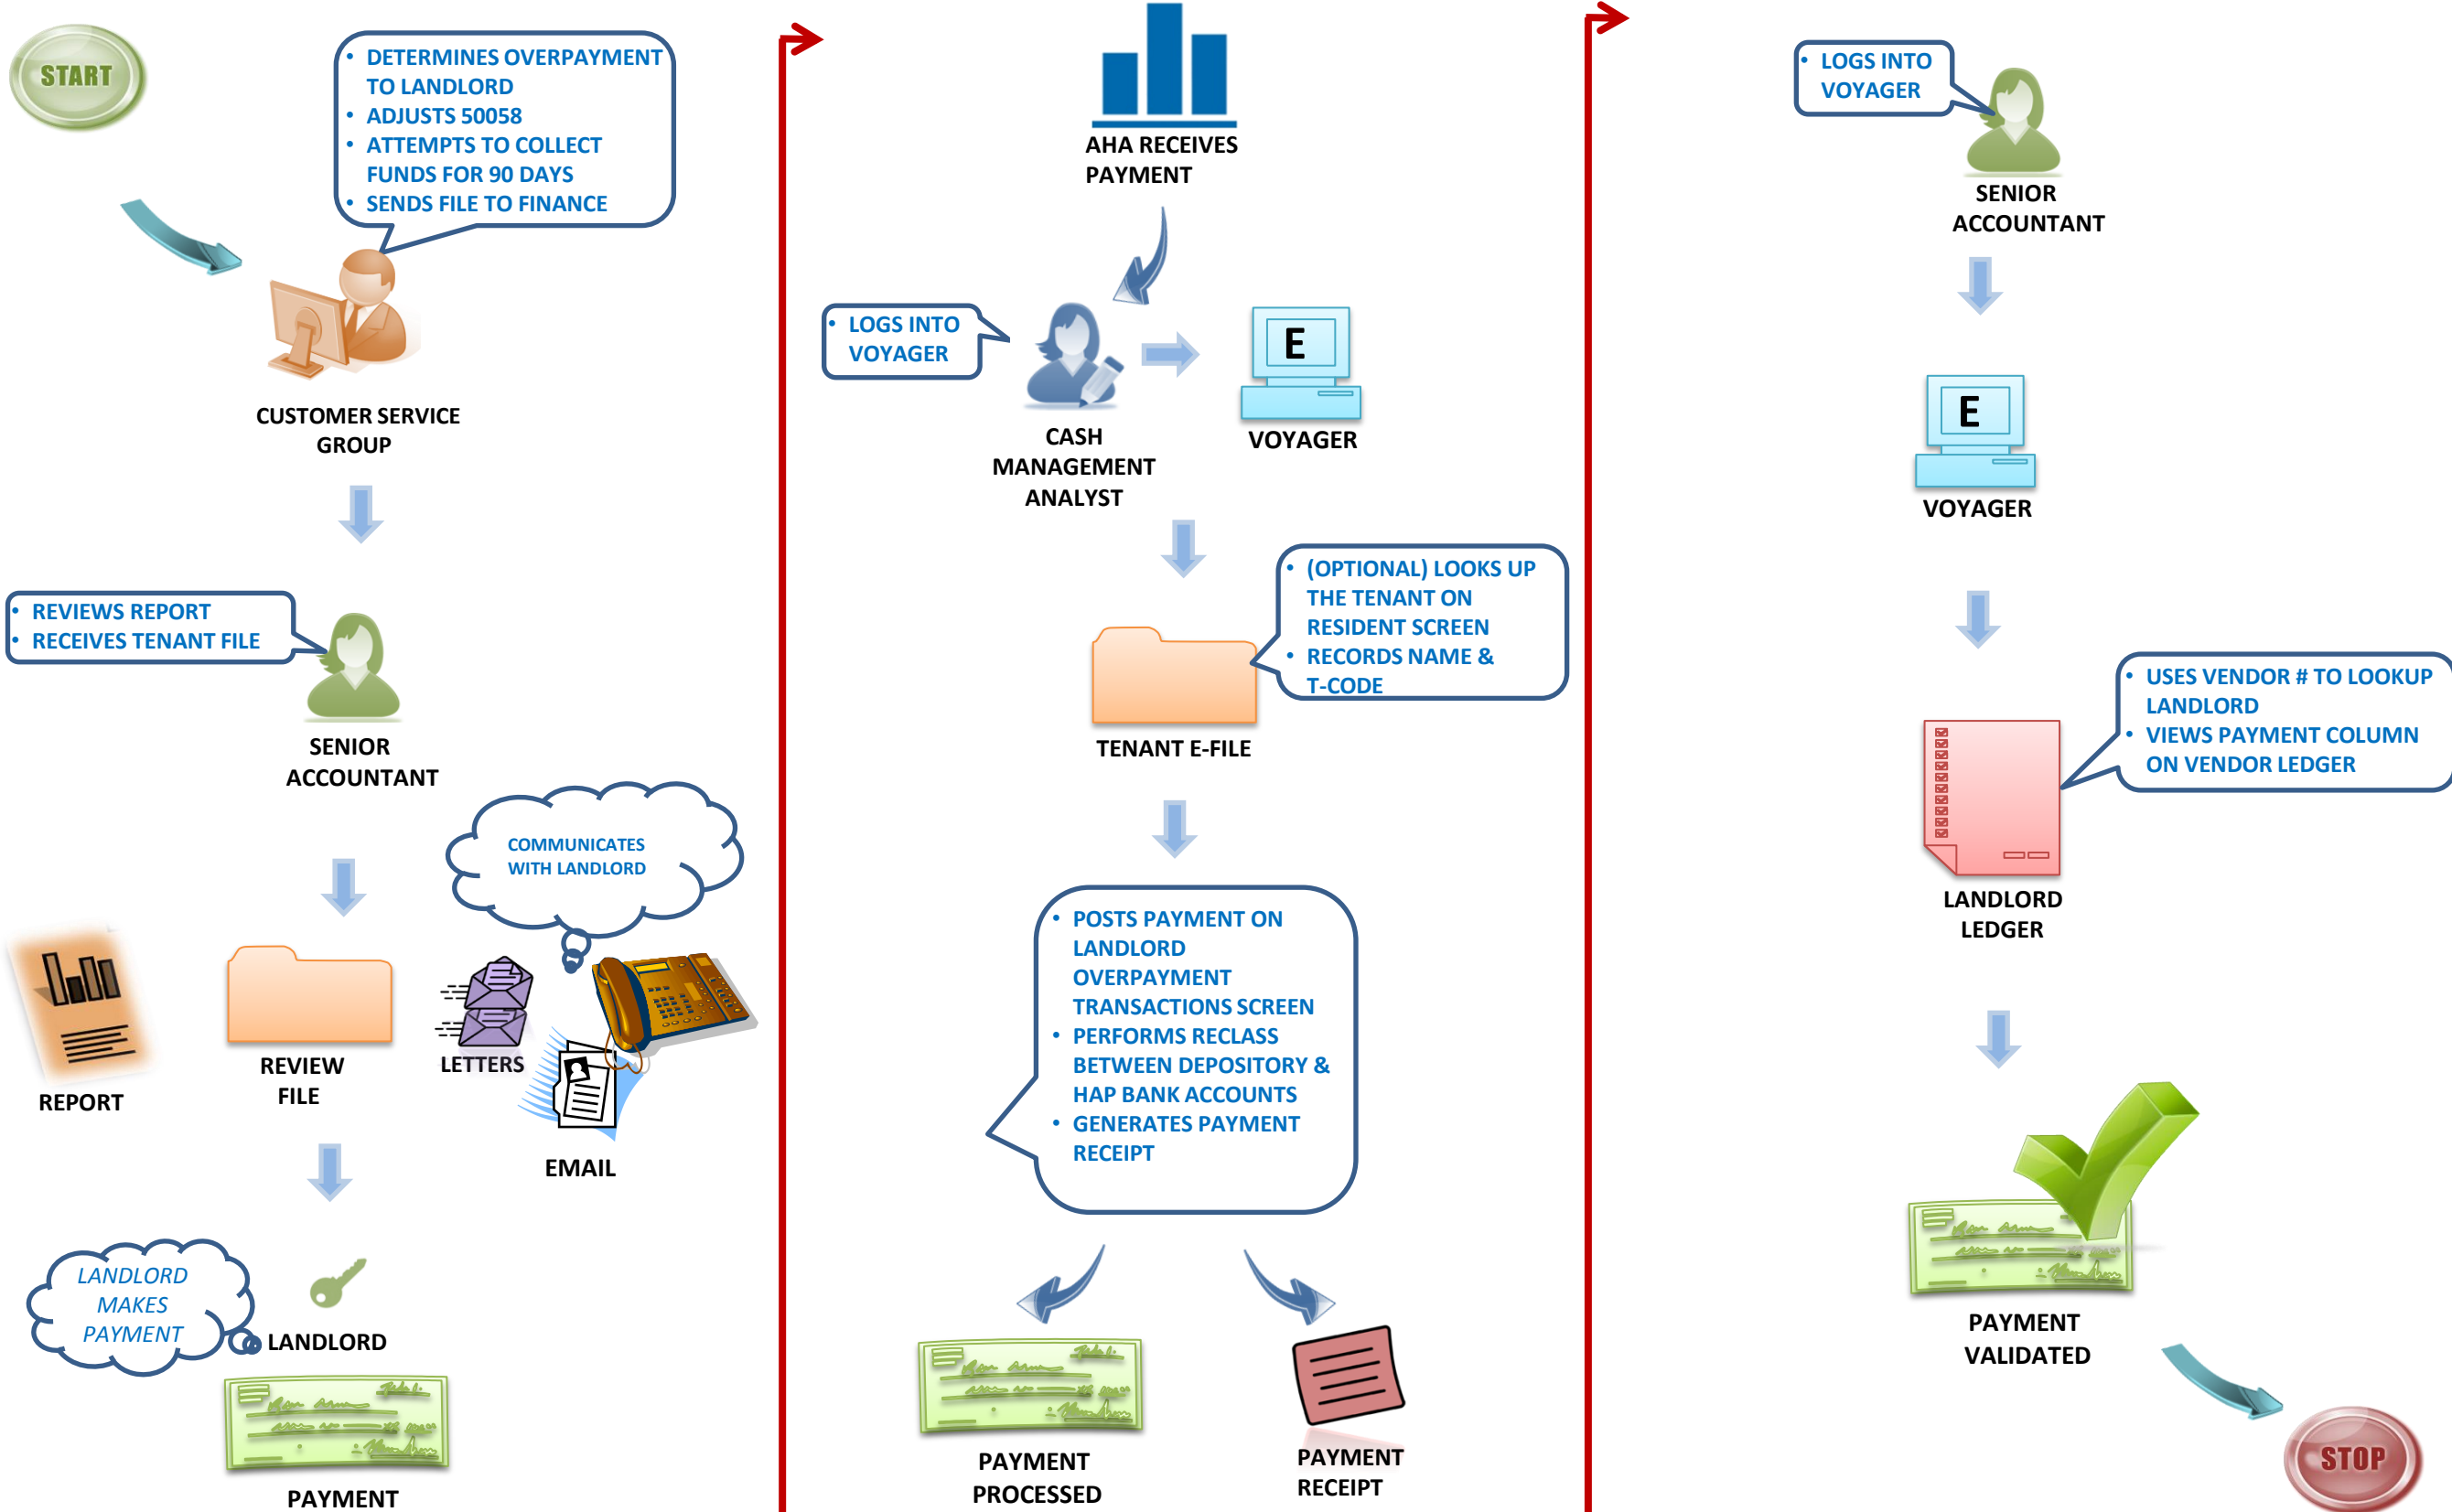 START
• DETERMINES OVERPAYMENT
TO LANDLORD
• ADJUSTS 50058
• ATTEMPTS TO COLLECT
FUNDS FOR 90 DAYS
• SENDS FILE TO FINANCE
CUSTOMER SERVICE
GROUP
• REVIEWS REPORT
• RECEIVES TENANT FILE
SENIOR
ACCOUNTANT
COMMUNICATES
WITH LANDLORD
REPORT
REVIEW
FILE
LETTERS
EMAIL
LANDLORD
MAKES
PAYMENT
LANDLORD
PAYMENT
AHA RECEIVES
PAYMENT
• LOGS INTO
VOYAGER
CASH
MANAGEMENT
ANALYST
E
VOYAGER
• (OPTIONAL) LOOKS UP
THE TENANT ON
RESIDENT SCREEN
• RECORDS NAME &
T-CODE
TENANT E-FILE
• POSTS PAYMENT ON
LANDLORD
OVERPAYMENT
TRANSACTIONS SCREEN
• PERFORMS RECLASS
BETWEEN DEPOSITORY &
HAP BANK ACCOUNTS
• GENERATES PAYMENT
RECEIPT
PAYMENT
PROCESSED
PAYMENT
RECEIPT
• LOGS INTO
VOYAGER
SENIOR
ACCOUNTANT
E
VOYAGER
• USES VENDOR # TO LOOKUP
LANDLORD
• VIEWS PAYMENT COLUMN
ON VENDOR LEDGER
LANDLORD
LEDGER
PAYMENT
VALIDATED
STOP